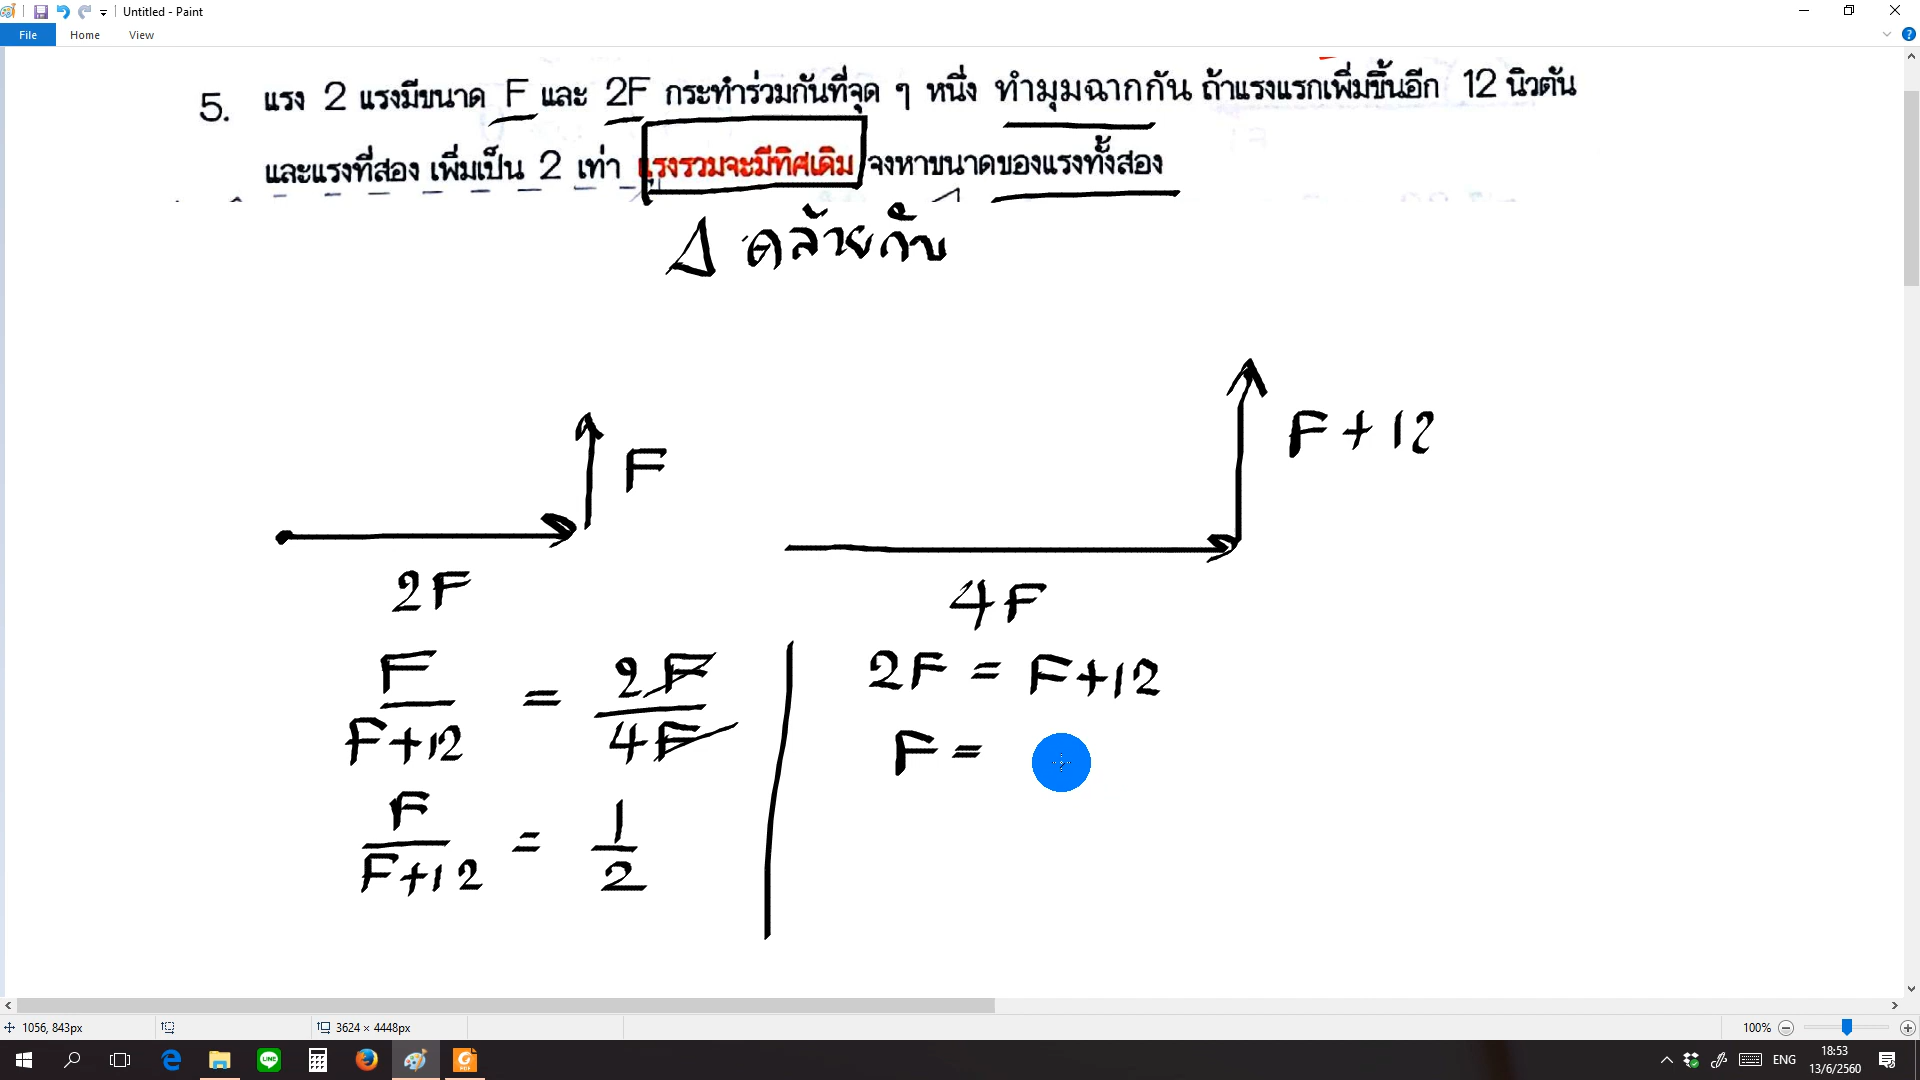 Untitled - Paint
File Home View
5. แรง 2 แรงมีขนาด F และ 2F กระทำร่วมกันที่จุด ๆ หนึ่ง ทำมุมฉากกัน ถ้าแรงแรกเพิ่มขึ้นอีก 12 นิวตัน
และแรงที่สอง เพิ่มเป็น 2 เท่า แรงรวมจะมีทิศเดิม จงหาขนาดของแรงทั้งสอง
Δ คล้ายกัน
F
F+12
2F
4F
F/F+12 = 2F/4F
F/F+12 = 1/2
2F = F+12
F =
1056, 843px
3624 × 4448px
100%
ENG
18:53
13/6/2560